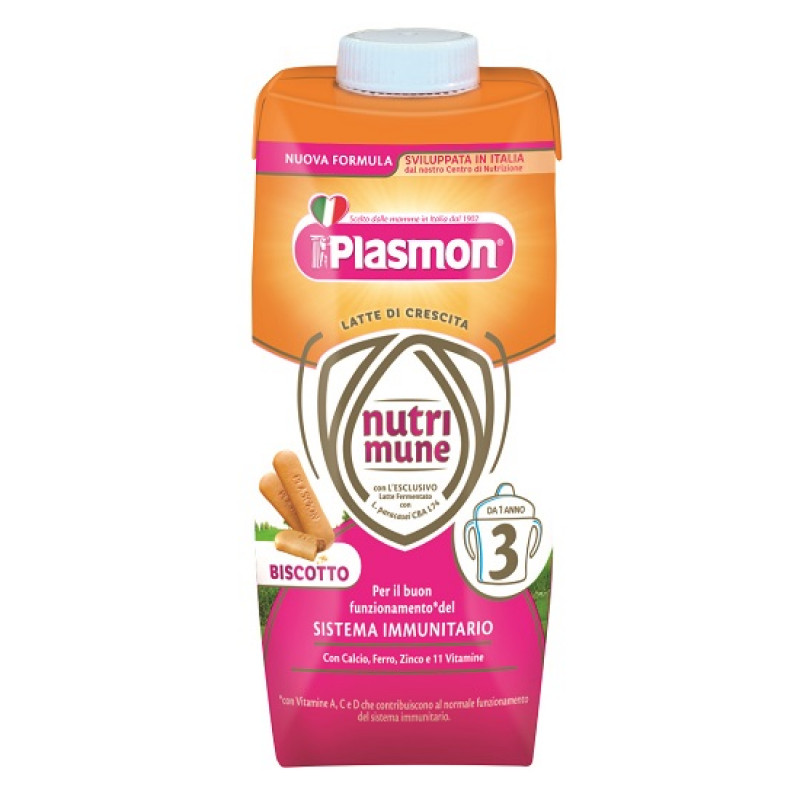 NUOVA FORMULA
SVILUPPATA IN ITALIA
dal nostro Centro di Nutrizione
Scelto dalle mamme in Italia dal 1902
Plasmon®
LATTE DI CRESCITA
nutri
mune
con L'ESCLUSIVO
Latte Fermentato
con
L. paracasei CBA L74
PLASMON
DA 1 ANNO
3
BISCOTTO
Per il buon
funzionamento*del
SISTEMA IMMUNITARIO
Con Calcio, Ferro, Zinco e 11 Vitamine
*con Vitamine A, C e D che contribuiscono al normale funzionamento
del sistema immunitario.